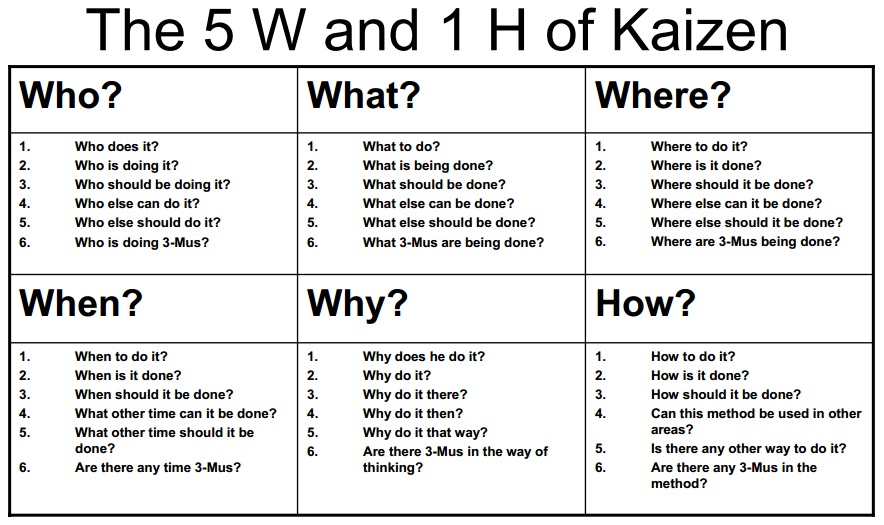 The 5 W and 1 H of Kaizen
Who?
1. Who does it?
2. Who is doing it?
3. Who should be doing it?
4. Who else can do it?
5. Who else should do it?
6. Who is doing 3-Mus?
What?
1. What to do?
2. What is being done?
3. What should be done?
4. What else can be done?
5. What else should be done?
6. What 3-Mus are being done?
Where?
1. Where to do it?
2. Where is it done?
3. Where should it be done?
4. Where else can it be done?
5. Where else should it be done?
6. Where are 3-Mus being done?
When?
1. When to do it?
2. When is it done?
3. When should it be done?
4. What other time can it be done?
5. What other time should it be
done?
6. Are there any time 3-Mus?
Why?
1. Why does he do it?
2. Why do it?
3. Why do it there?
4. Why do it then?
5. Why do it that way?
6. Are there 3-Mus in the way of
thinking?
How?
1. How to do it?
2. How is it done?
3. How should it be done?
4. Can this method be used in other
areas?
5. Is there any other way to do it?
6. Are there any 3-Mus in the
method?